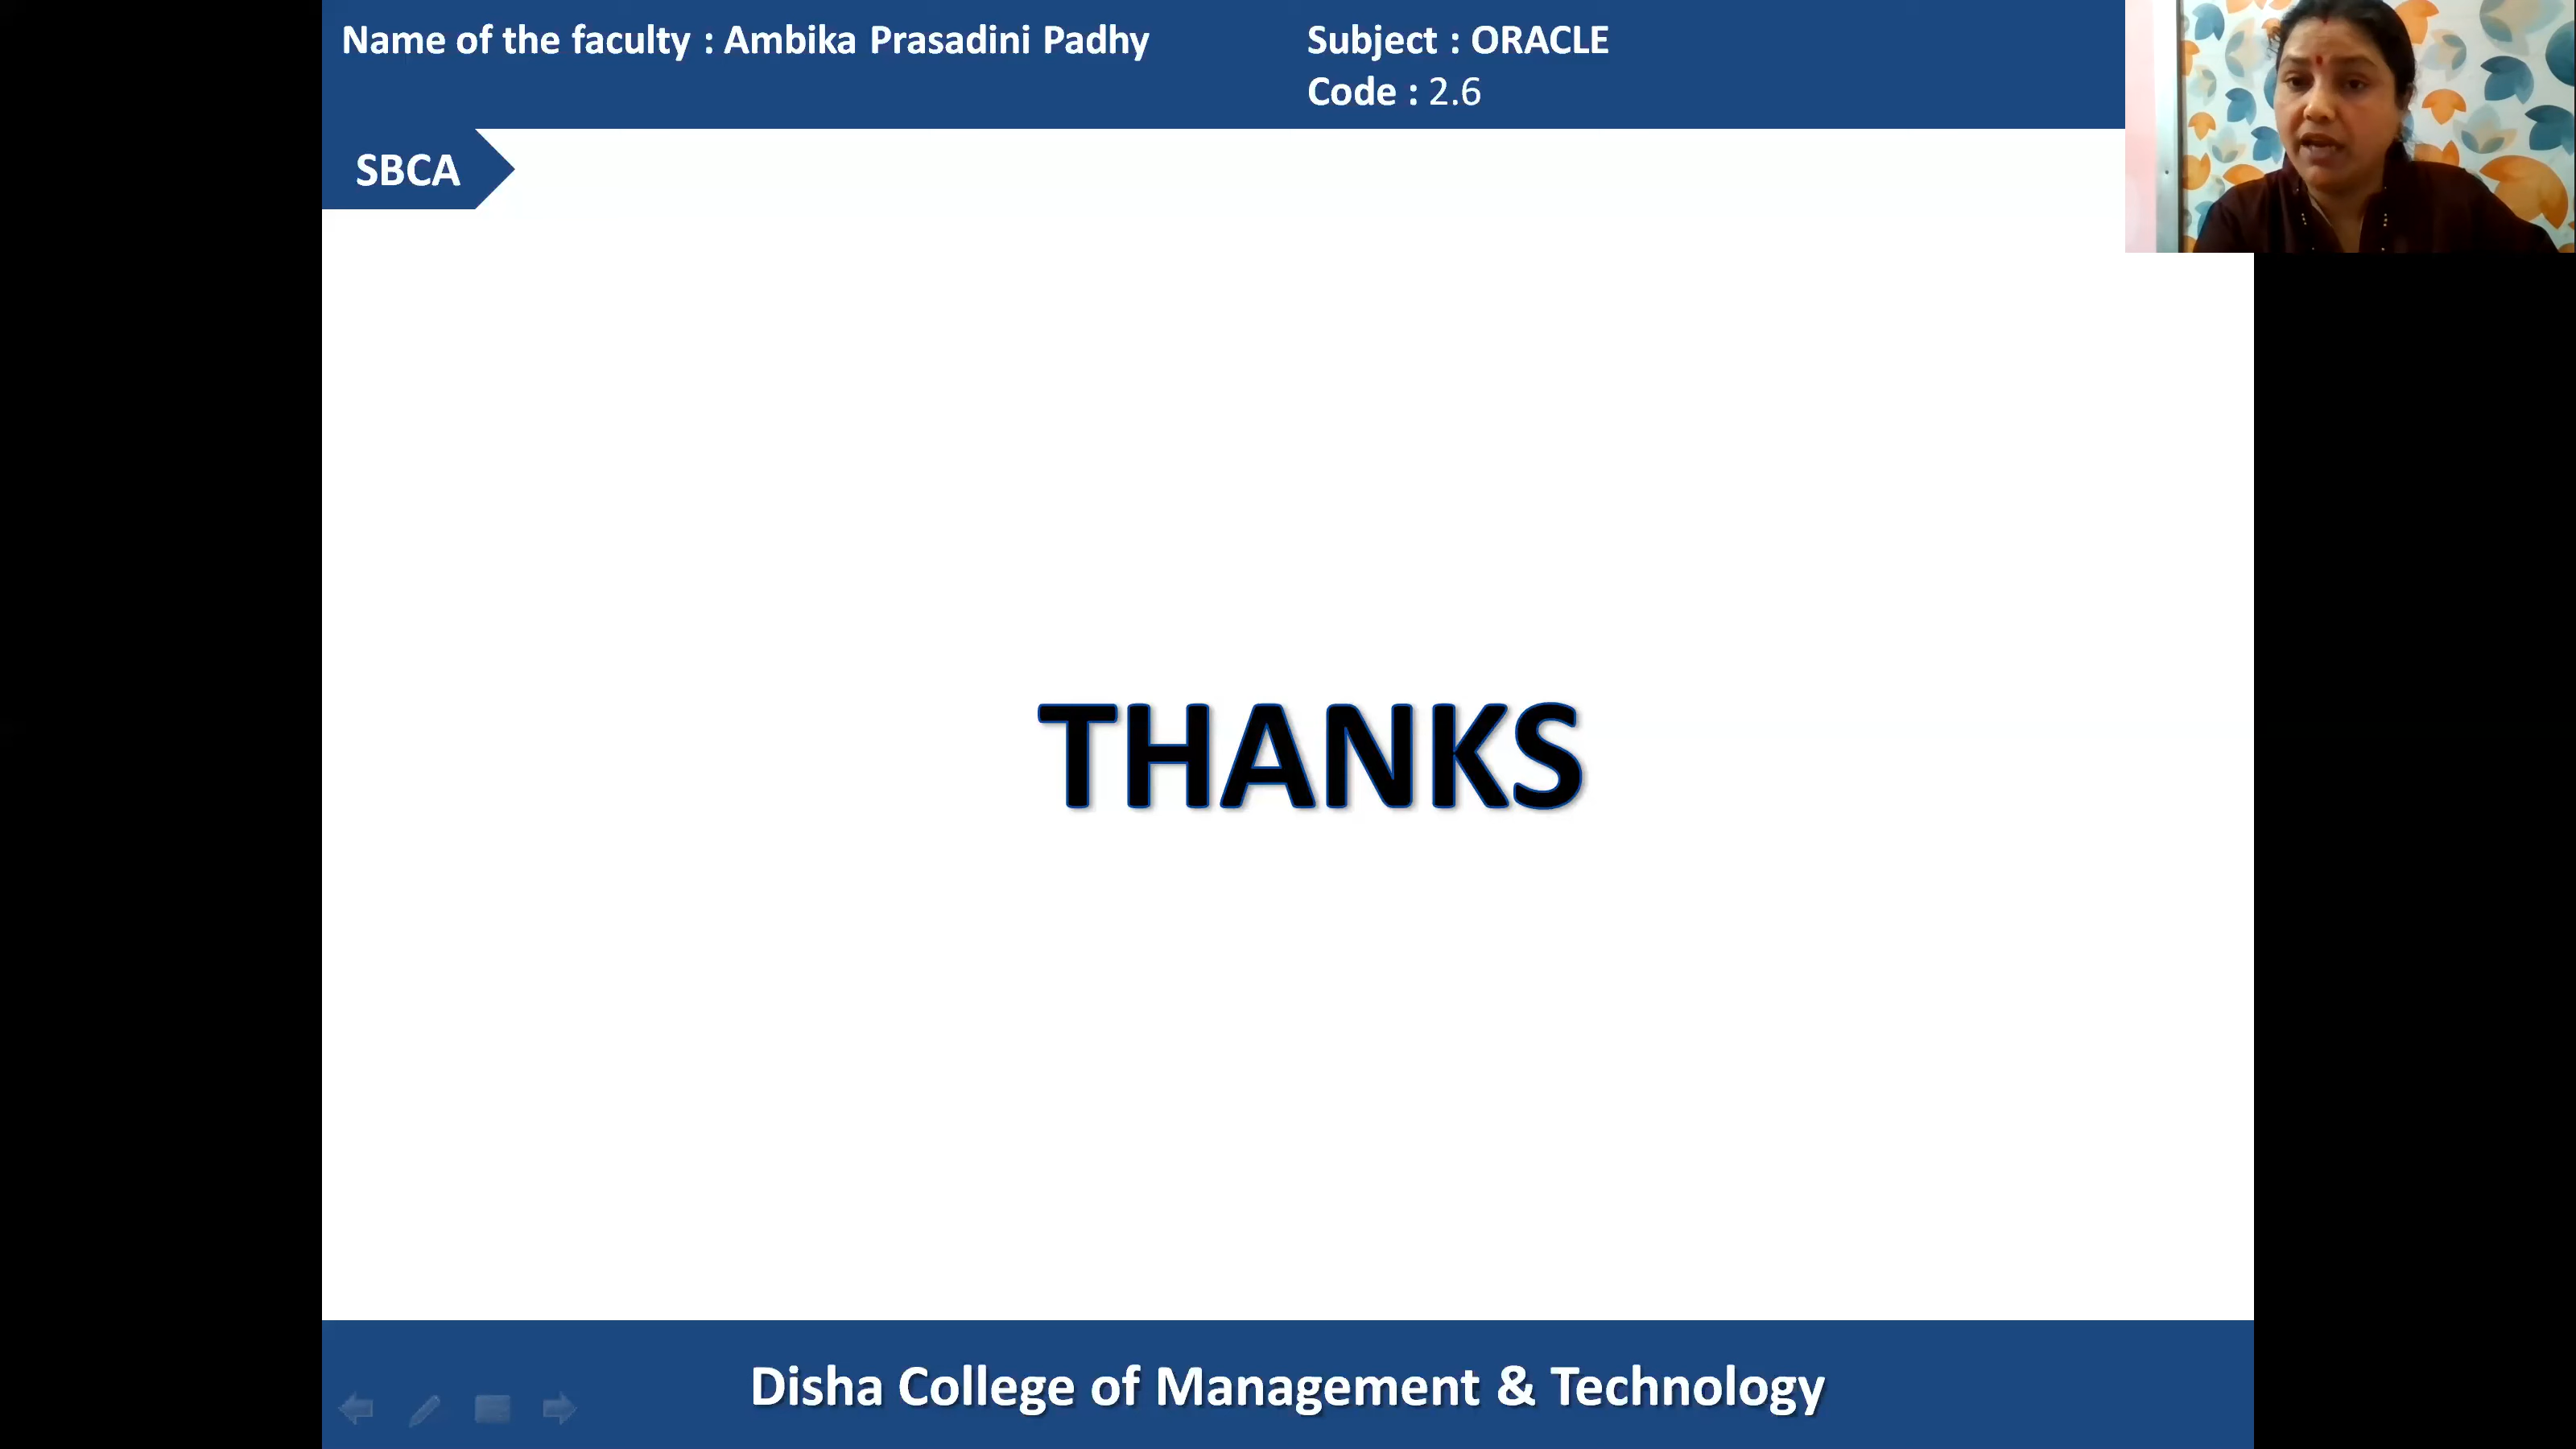 Name of the faculty : Ambika Prasadini Padhy
Subject : ORACLE
Code : 2.6
SBCA
THANKS
Disha College of Management & Technology